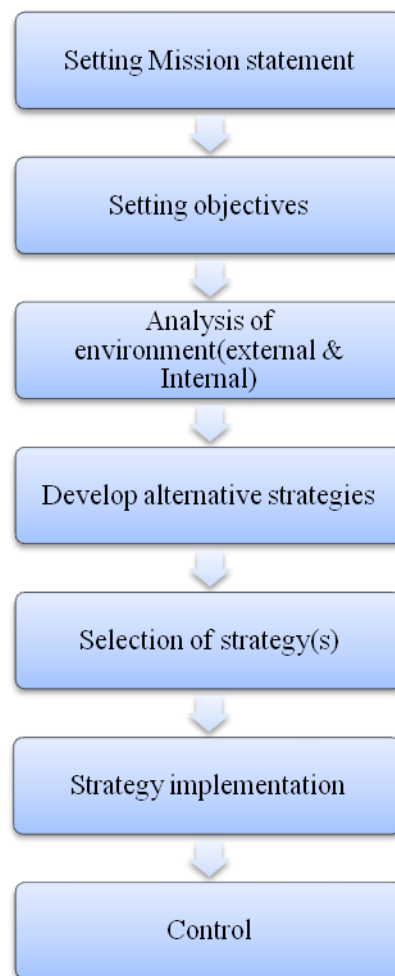 Setting Mission statement
Setting objectives
Analysis of
environment(external &
Internal)
Develop alternative strategies
Selection of strategy(s)
Strategy implementation
Control